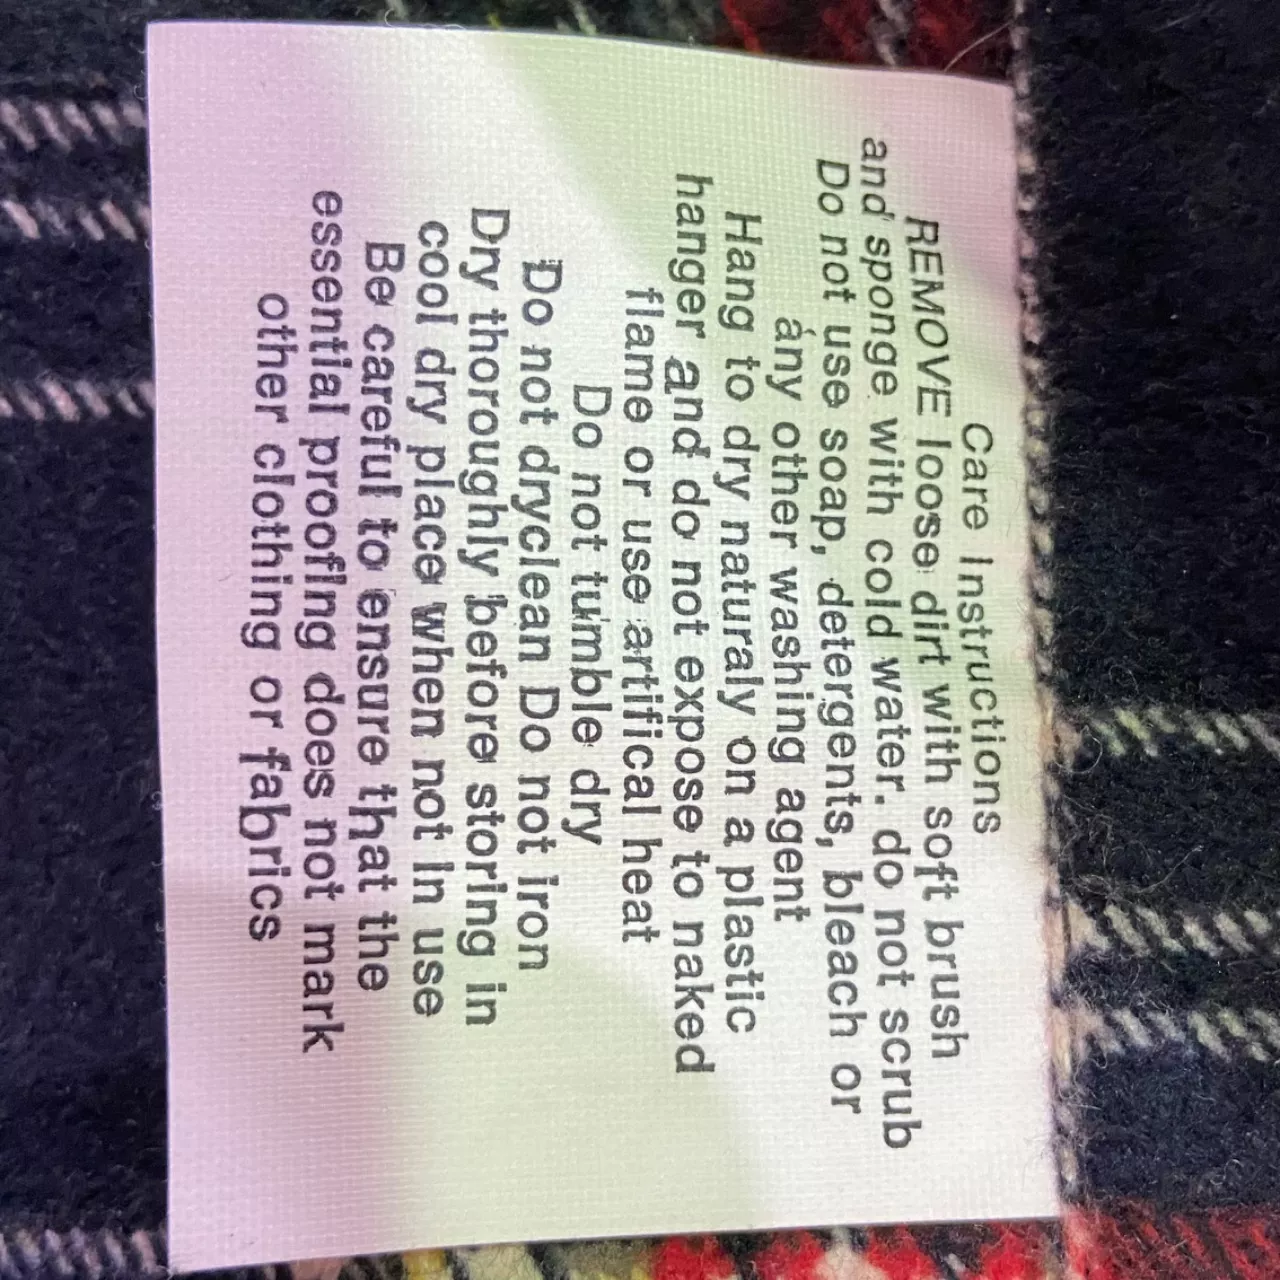 Care Instructions
REMOVE loose dirt with soft brush
and sponge with cold water. do not scrub
Do not use soap, detergents, bleach or
any other washing agent
Hang to dry naturaly on a plastic
hanger and do not expose to naked
flame or use artifical heat
Do not tumble dry
Do not dryclean Do not iron
Dry thoroughly before storing in
cool dry place when not in use
Be careful to ensure that the
essential proofing does not mark
other clothing or fabrics